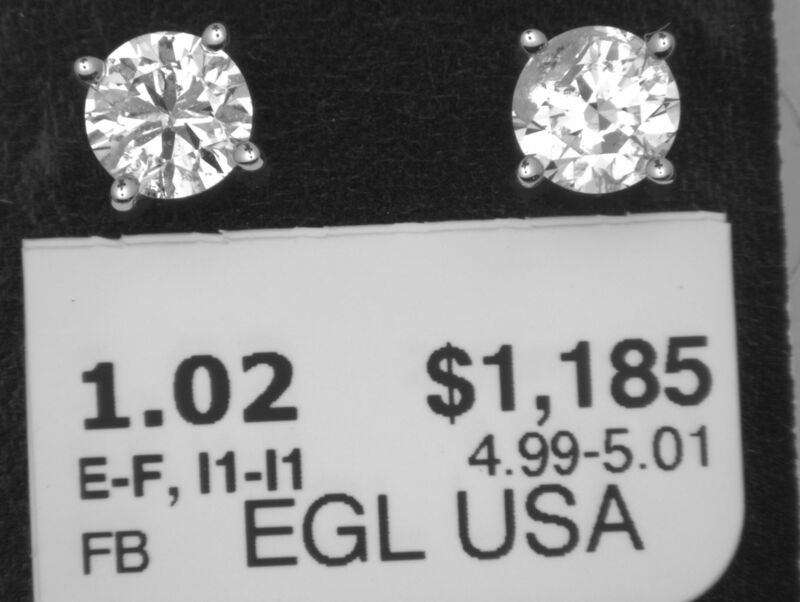 1.02 $1,185
E-F, I1-I1 4.99-5.01
FB EGL USA